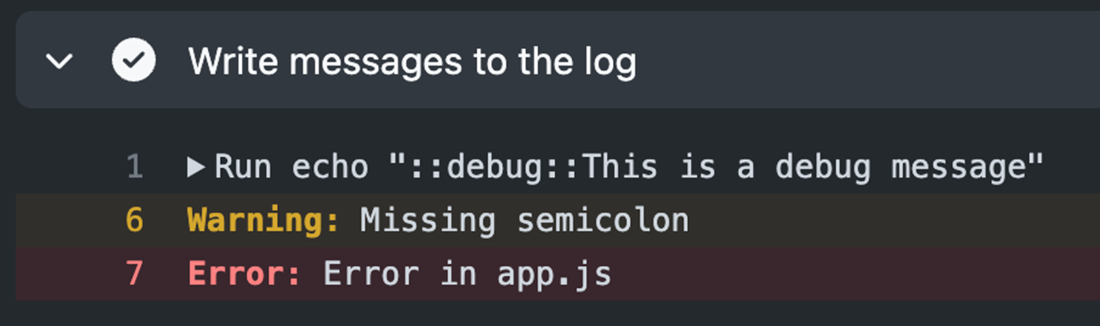 Write messages to the log
1 Run echo "::debug::This is a debug message"
6 Warning: Missing semicolon
7 Error: Error in app.js